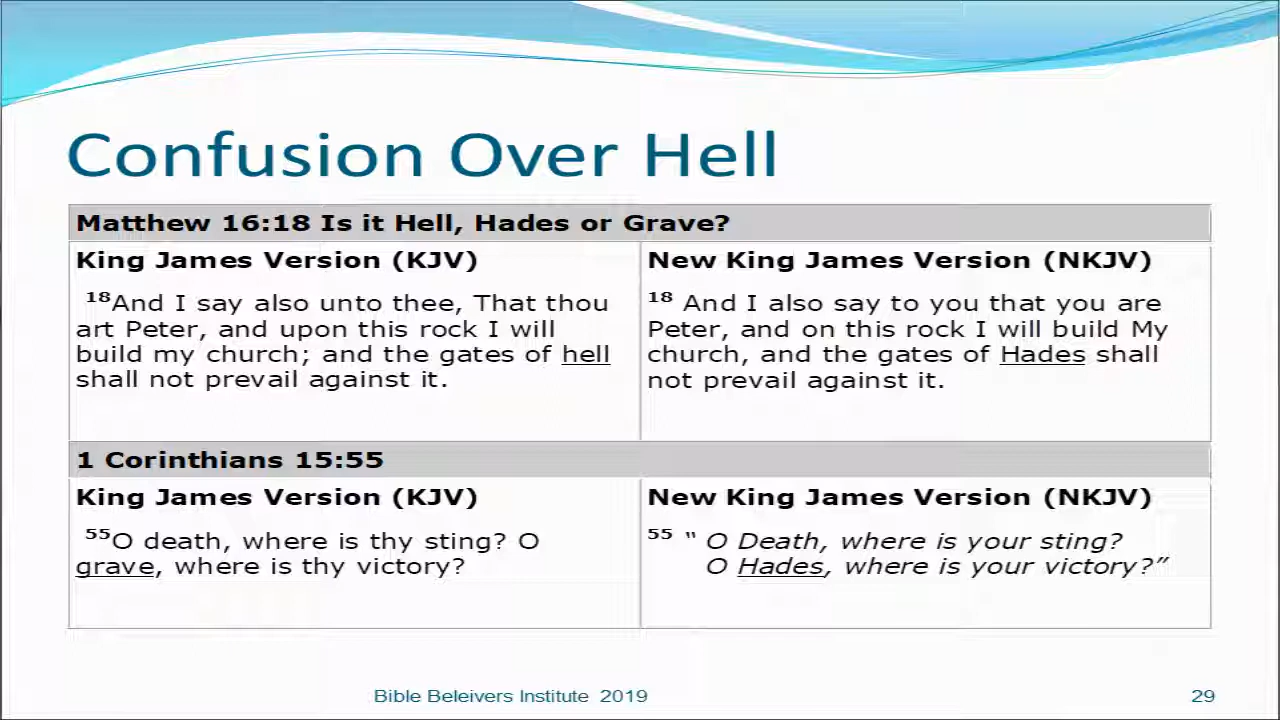 Confusion Over Hell
Matthew 16:18 Is it Hell, Hades or Grave?
King James Version (KJV)
18And I say also unto thee, That thou
art Peter, and upon this rock I will
build my church; and the gates of hell
shall not prevail against it.
New King James Version (NKJV)
18 And I also say to you that you are
Peter, and on this rock I will build My
church, and the gates of Hades shall
not prevail against it.
1 Corinthians 15:55
King James Version (KJV)
55O death, where is thy sting? O
grave, where is thy victory?
New King James Version (NKJV)
55 “ O Death, where is your sting?
O Hades, where is your victory?”
Bible Beleivers Institute 2019
29